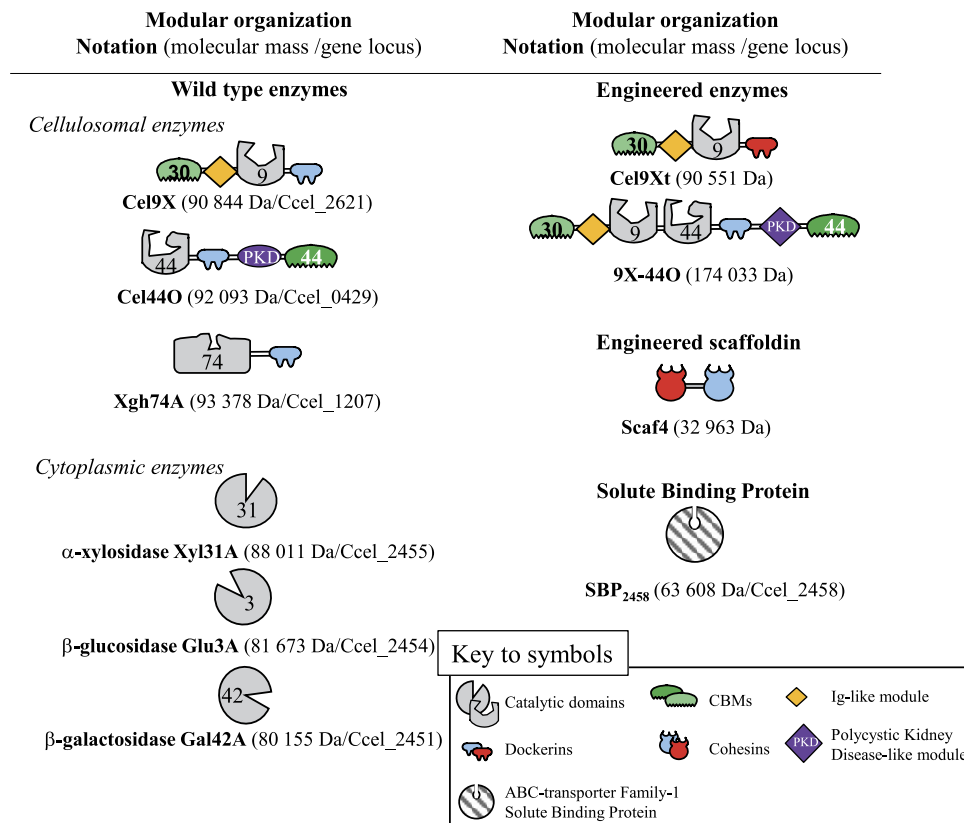 Modular organization
Notation (molecular mass /gene locus)
Wild type enzymes
Cellulosomal enzymes
30
9
Cel9X (90 844 Da/Ccel_2621)
44
PKD
44
Cel44O (92 093 Da/Ccel_0429)
74
Xgh74A (93 378 Da/Ccel_1207)
Cytoplasmic enzymes
31
α-xylosidase Xyl31A (88 011 Da/Ccel_2455)
3
β-glucosidase Glu3A (81 673 Da/Ccel_2454)
42
β-galactosidase Gal42A (80 155 Da/Ccel_2451)
Modular organization
Notation (molecular mass /gene locus)
Engineered enzymes
30
9
Cel9Xt (90 551 Da)
30
9
44
PKD
44
9X-44O (174 033 Da)
Engineered scaffoldin
Scaf4 (32 963 Da)
Solute Binding Protein
SBP2458 (63 608 Da/Ccel_2458)
Key to symbols
Catalytic domains
CBMs
Ig-like module
Dockerins
Cohesins
PKD
Polycystic Kidney
Disease-like module
ABC-transporter Family-1
Solute Binding Protein